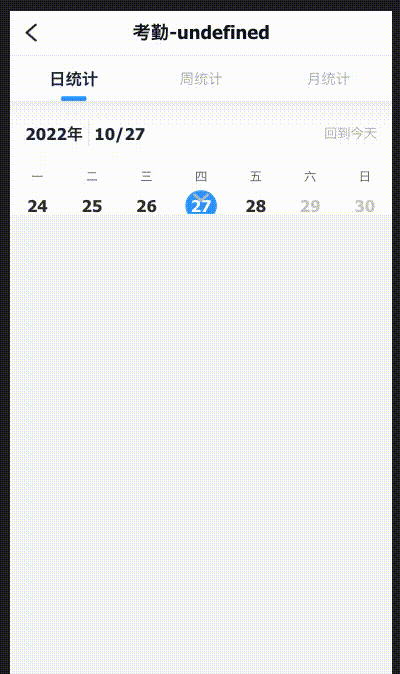 考勤-undefined
日统计 周统计 月统计
2022年 10/27 回到今天
一 二 三 四 五 六 日
24 25 26 27 28 29 30